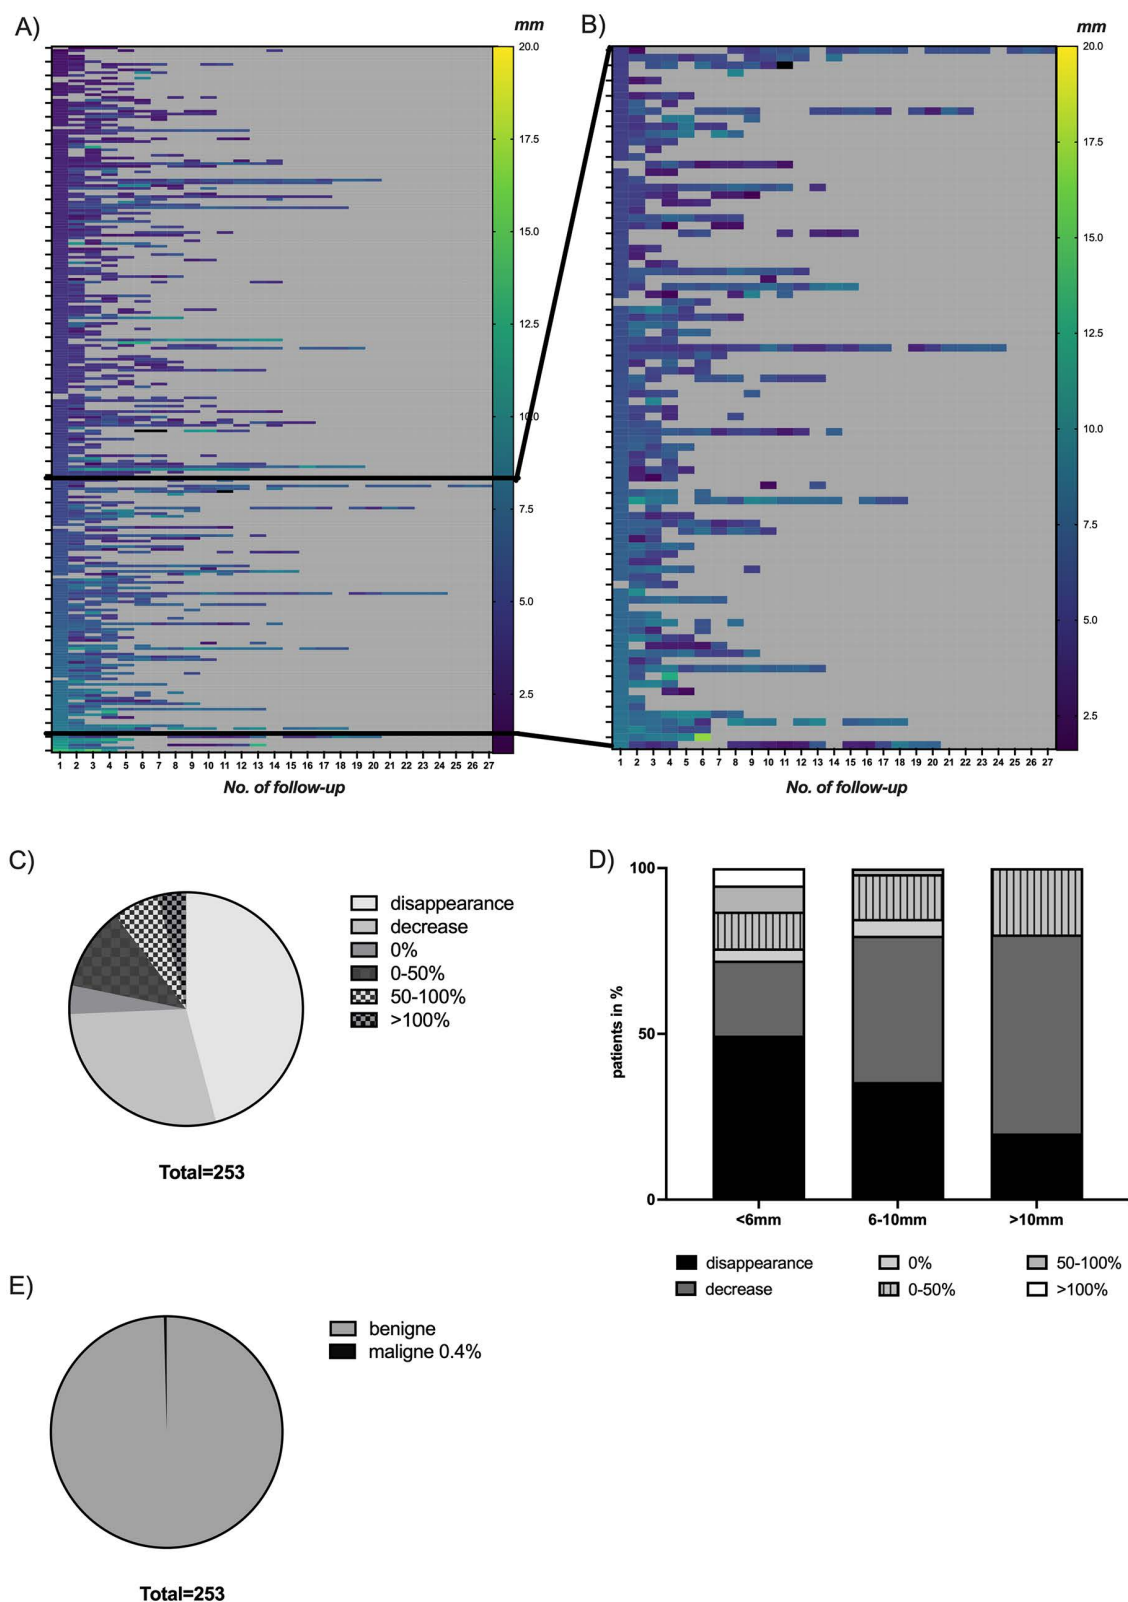 A)
mm
20.0
17.5
15.0
12.5
10.0
7.5
5.0
2.5
1 2 3 4 5 6 7 8 9 10 11 12 13 14 15 16 17 18 19 20 21 22 23 24 25 26 27
No. of follow-up
B)
mm
20.0
17.5
15.0
12.5
10.0
7.5
5.0
2.5
1 2 3 4 5 6 7 8 9 10 11 12 13 14 15 16 17 18 19 20 21 22 23 24 25 26 27
No. of follow-up
C)
disappearance
decrease
0%
0-50%
50-100%
>100%
Total=253
D)
patients in %
100
50
0
<6mm 6-10mm >10mm
disappearance 0% 50-100%
decrease 0-50% >100%
E)
benigne
maligne 0.4%
Total=253